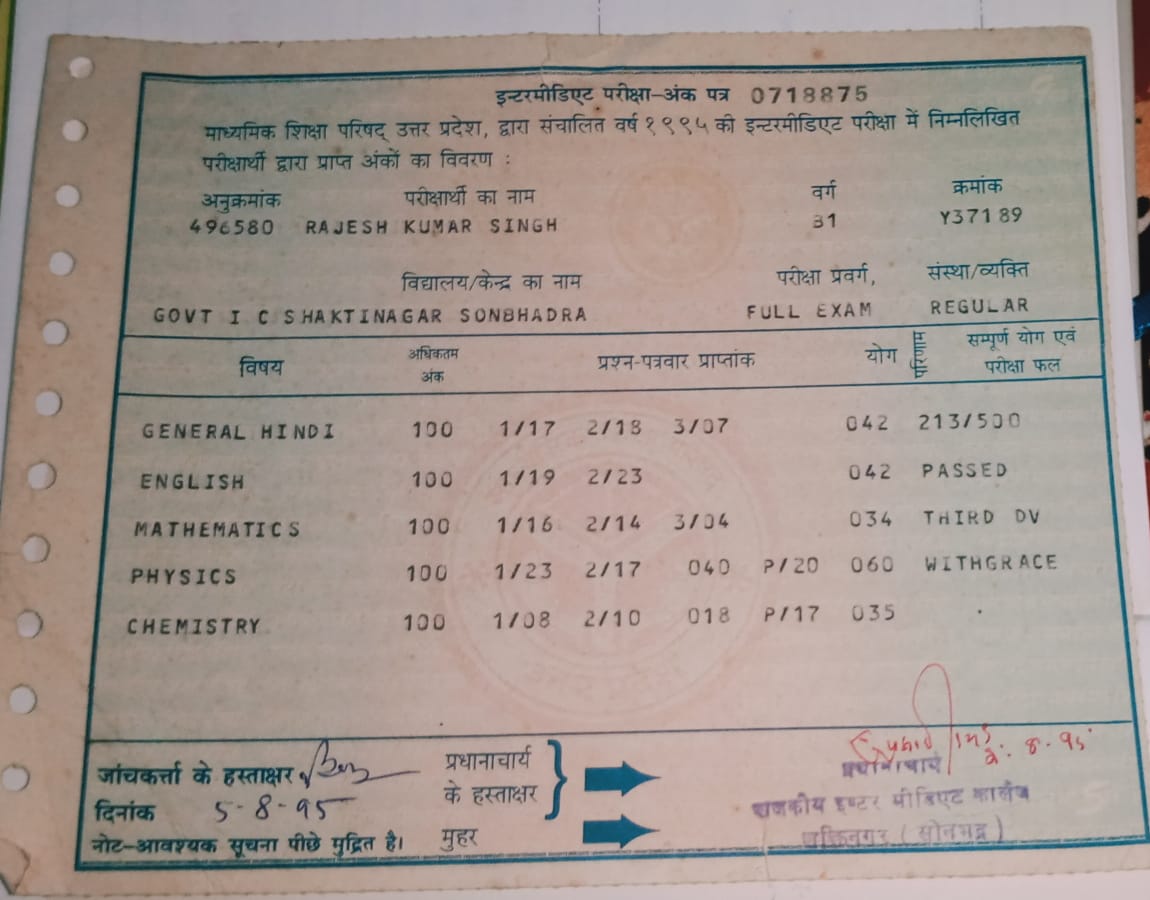 इन्टरमीडिएट परीक्षा-अंक पत्र 0718875
माध्यमिक शिक्षा परिषद् उत्तर प्रदेश, द्वारा संचालित वर्ष १९९५ की इन्टरमीडिएट परीक्षा में निम्नलिखित
परीक्षार्थी द्वारा प्राप्त अंकों का विवरण :
अनुक्रमांक परीक्षार्थी का नाम वर्ग क्रमांक
496580 RAJESH KUMAR SINGH 31 Y37189
विद्यालय/केन्द्र का नाम परीक्षा प्रवर्ग, संस्था/व्यक्ति
GOVT I C SHAKTINAGAR SONBHADRA FULL EXAM REGULAR
विषय अधिकतम अंक प्रश्न-पत्रवार प्राप्तांक योग सम्पूर्ण योग एवं परीक्षा फल
GENERAL HINDI 100 1/17 2/18 3/07 042 213/500
ENGLISH 100 1/19 2/23 042 PASSED
MATHEMATICS 100 1/16 2/14 3/04 034 THIRD DV
PHYSICS 100 1/23 2/17 040 P/20 060 WITHGRACE
CHEMISTRY 100 1/08 2/10 018 P/17 035
जांचकर्त्ता के हस्ताक्षर प्रधानाचार्य के हस्ताक्षर
दिनांक 5-8-95
नोट-आवश्यक सूचना पीछे मुद्रित है। मुहर
8.95
प्रधानाचार्य
राजकीय इण्टर मीडिएट कालेज
शक्तिनगर (सोनभद्र)